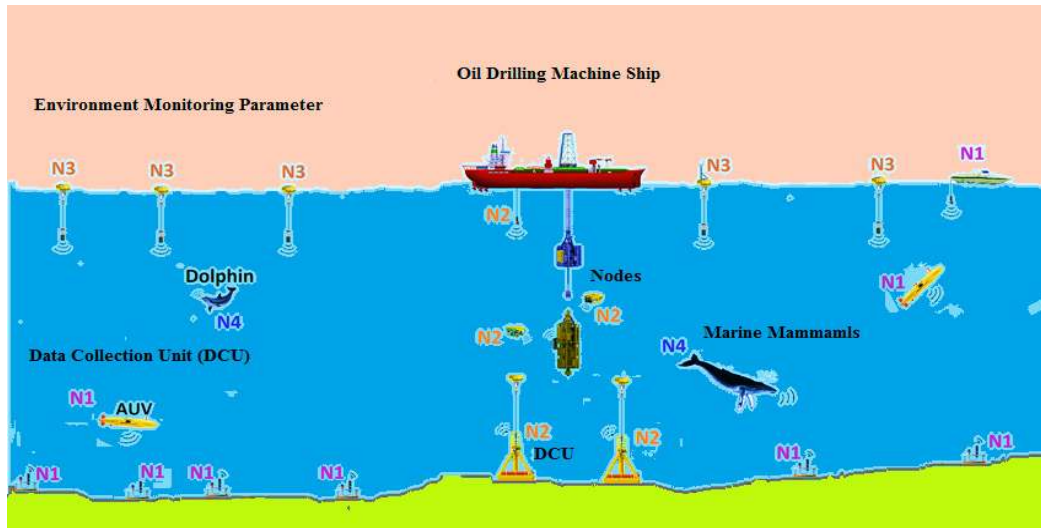 Oil Drilling Machine Ship
Environment Monitoring Parameter
N3
N3
N3
N3
N3
N1
N2
Dolphin
N4
Nodes
N1
N2
N2
Marine Mammamls
N4
Data Collection Unit (DCU)
N1
AUV
N2
N2
DCU
N1
N1
N1
N1
N1
N1